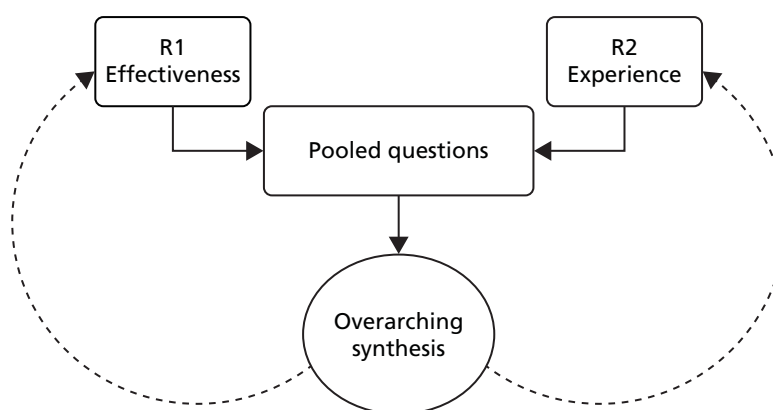 R1
Effectiveness
R2
Experience
Pooled questions
Overarching
synthesis